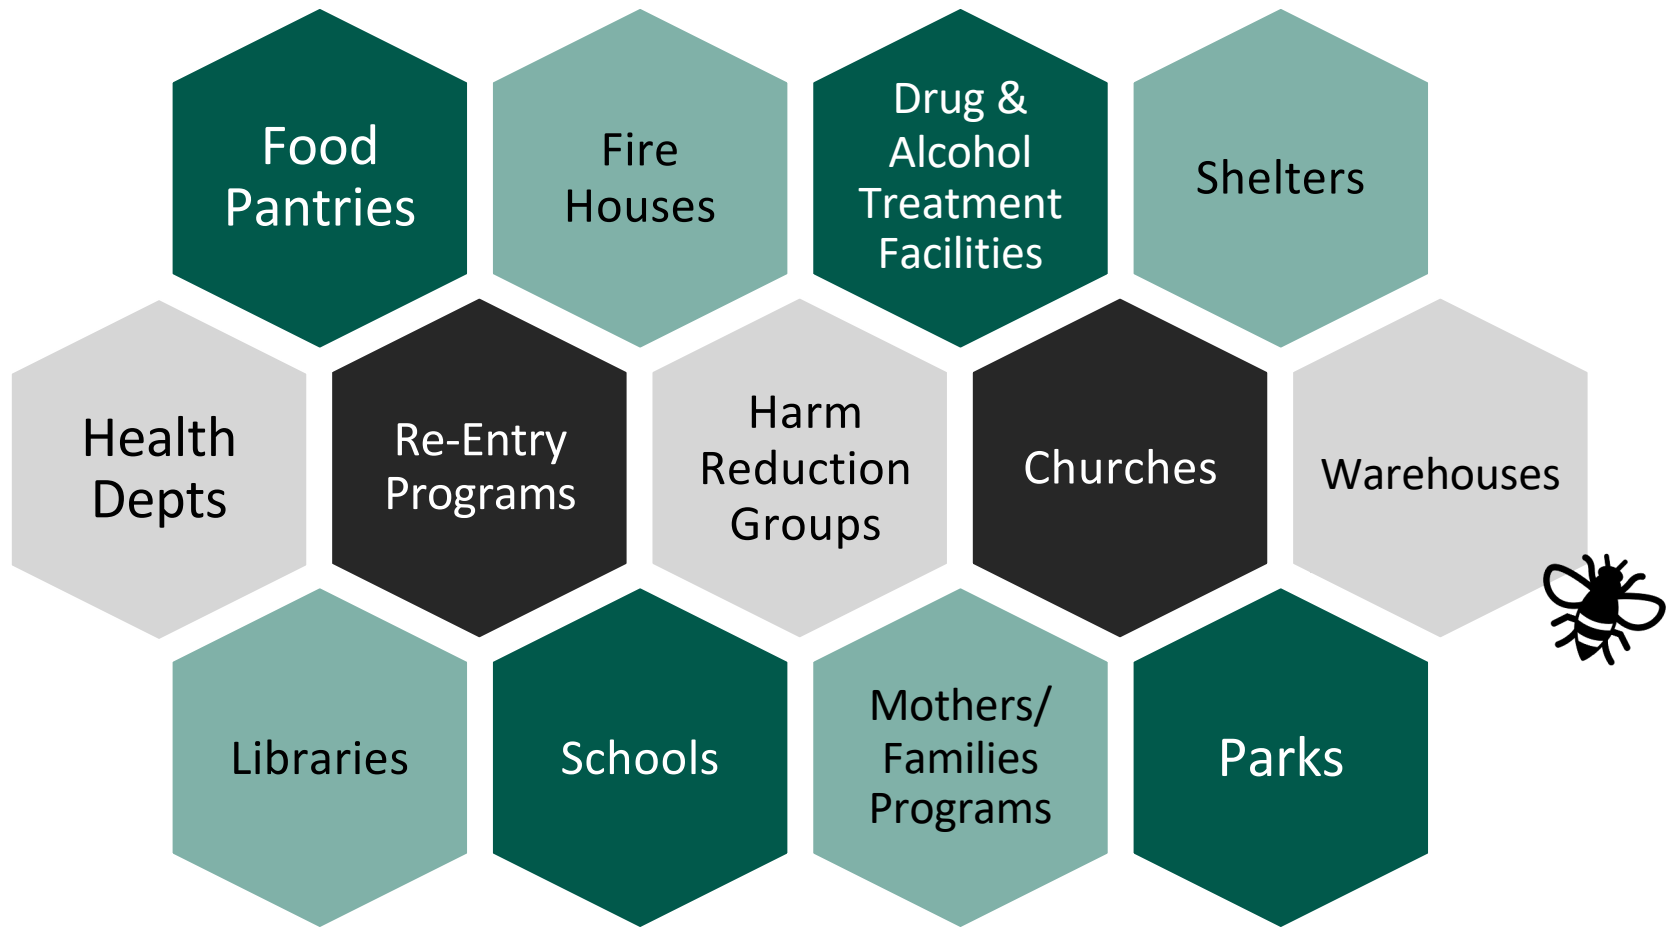 Food
Pantries
Fire
Houses
Drug &
Alcohol
Treatment
Facilities
Shelters
Health
Depts
Re-Entry
Programs
Harm
Reduction
Groups
Churches
Warehouses
Libraries
Schools
Mothers/
Families
Programs
Parks